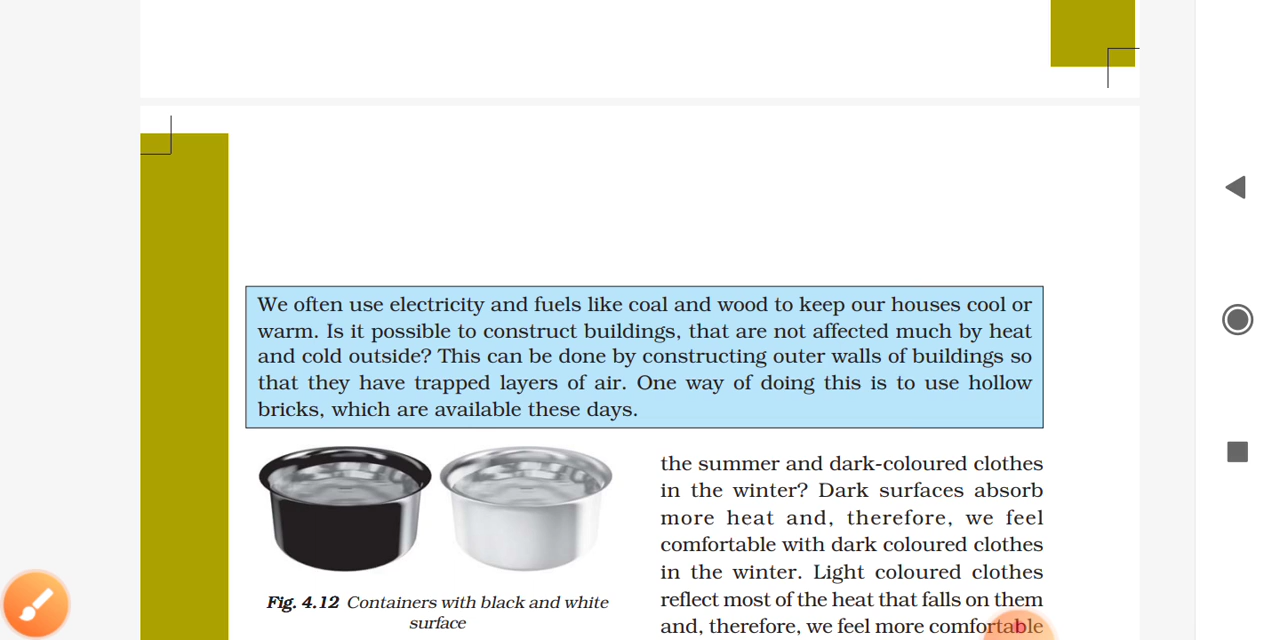 We often use electricity and fuels like coal and wood to keep our houses cool or
warm. Is it possible to construct buildings, that are not affected much by heat
and cold outside? This can be done by constructing outer walls of buildings so
that they have trapped layers of air. One way of doing this is to use hollow
bricks, which are available these days.
Fig. 4.12 Containers with black and white
surface
the summer and dark-coloured clothes
in the winter? Dark surfaces absorb
more heat and, therefore, we feel
comfortable with dark coloured clothes
in the winter. Light coloured clothes
reflect most of the heat that falls on them
and, therefore, we feel more comfortable